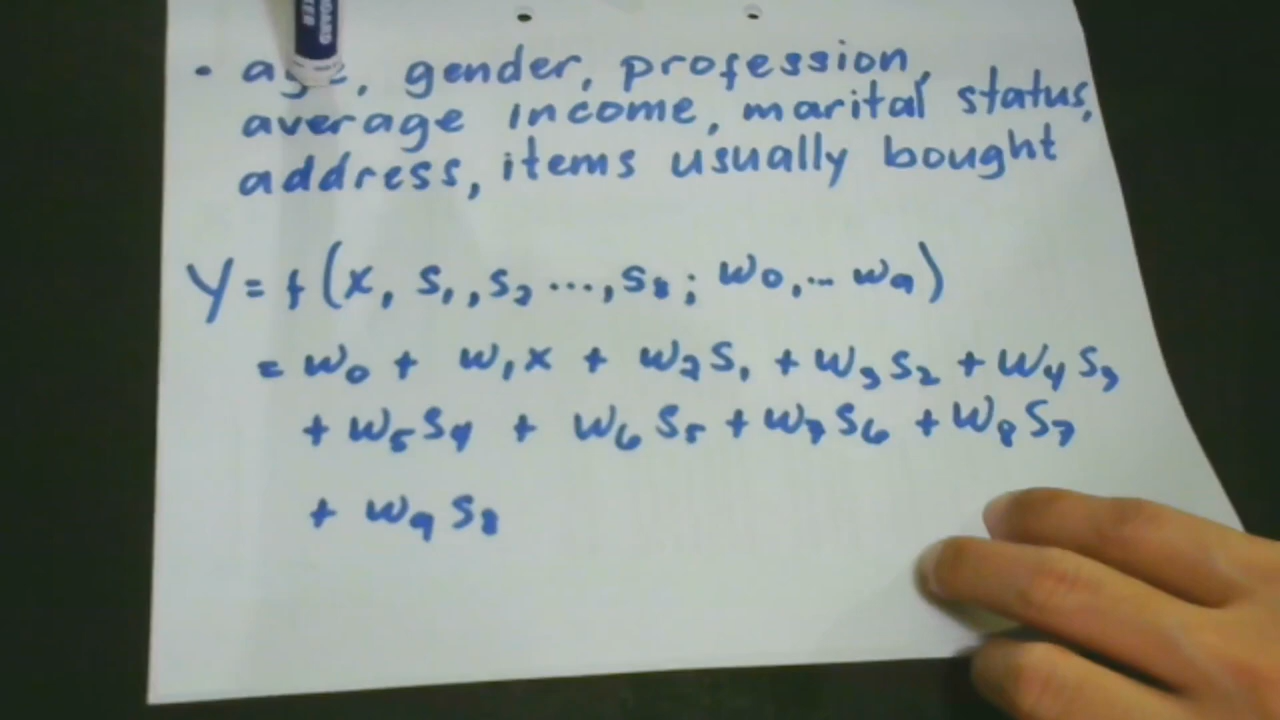 • age, gender, profession,
average income, marital status,
address, items usually bought
Y = f(x, s₁,,s₂ ...,s₈; w₀,... w₉)
= w₀ + w₁x + w₂s₁ + w₃s₂ + w₄s₃
+ w₅s₄ + w₆s₅ + w₇s₆ + w₈s₇
+ w₉s₈